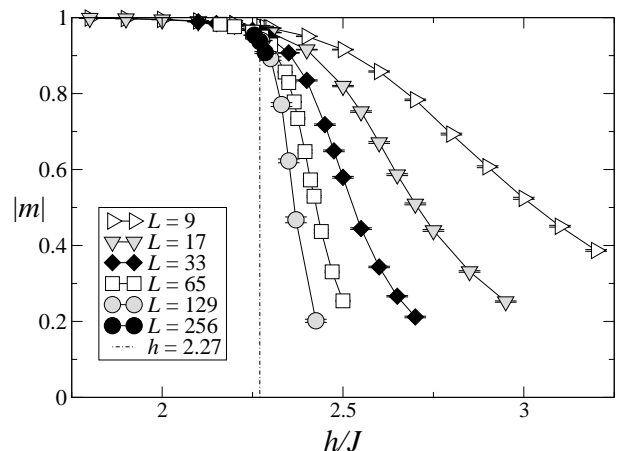 1
0.8
|m|
0.6
0.4
0.2
0
L = 9
L = 17
L = 33
L = 65
L = 129
L = 256
h = 2.27
2
2.5
3
h/J